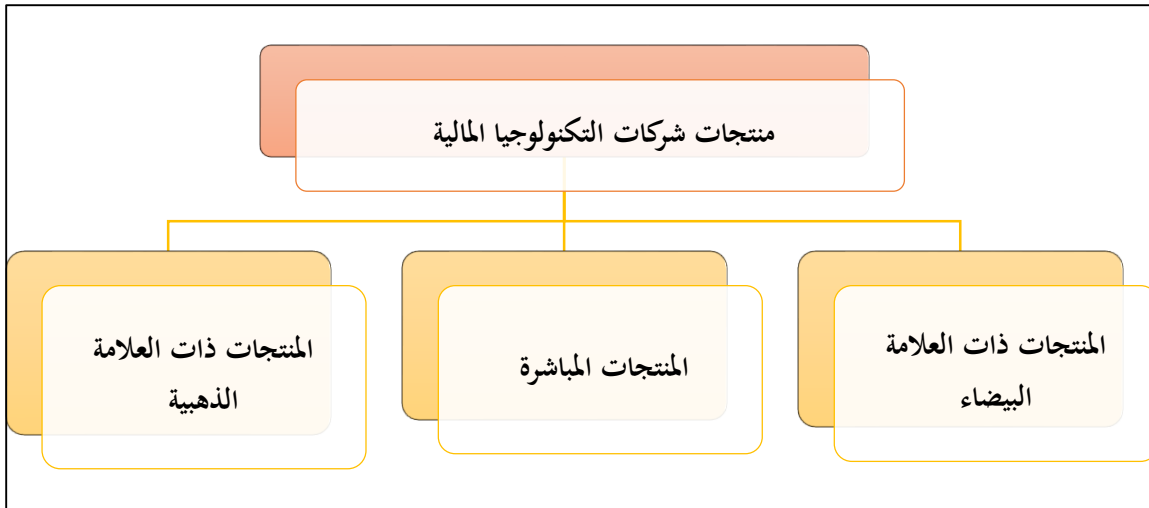 منتجات شركات التكنولوجيا المالية
المنتجات ذات العلامة
البيضاء
المنتجات المباشرة
المنتجات ذات العلامة
الذهبية